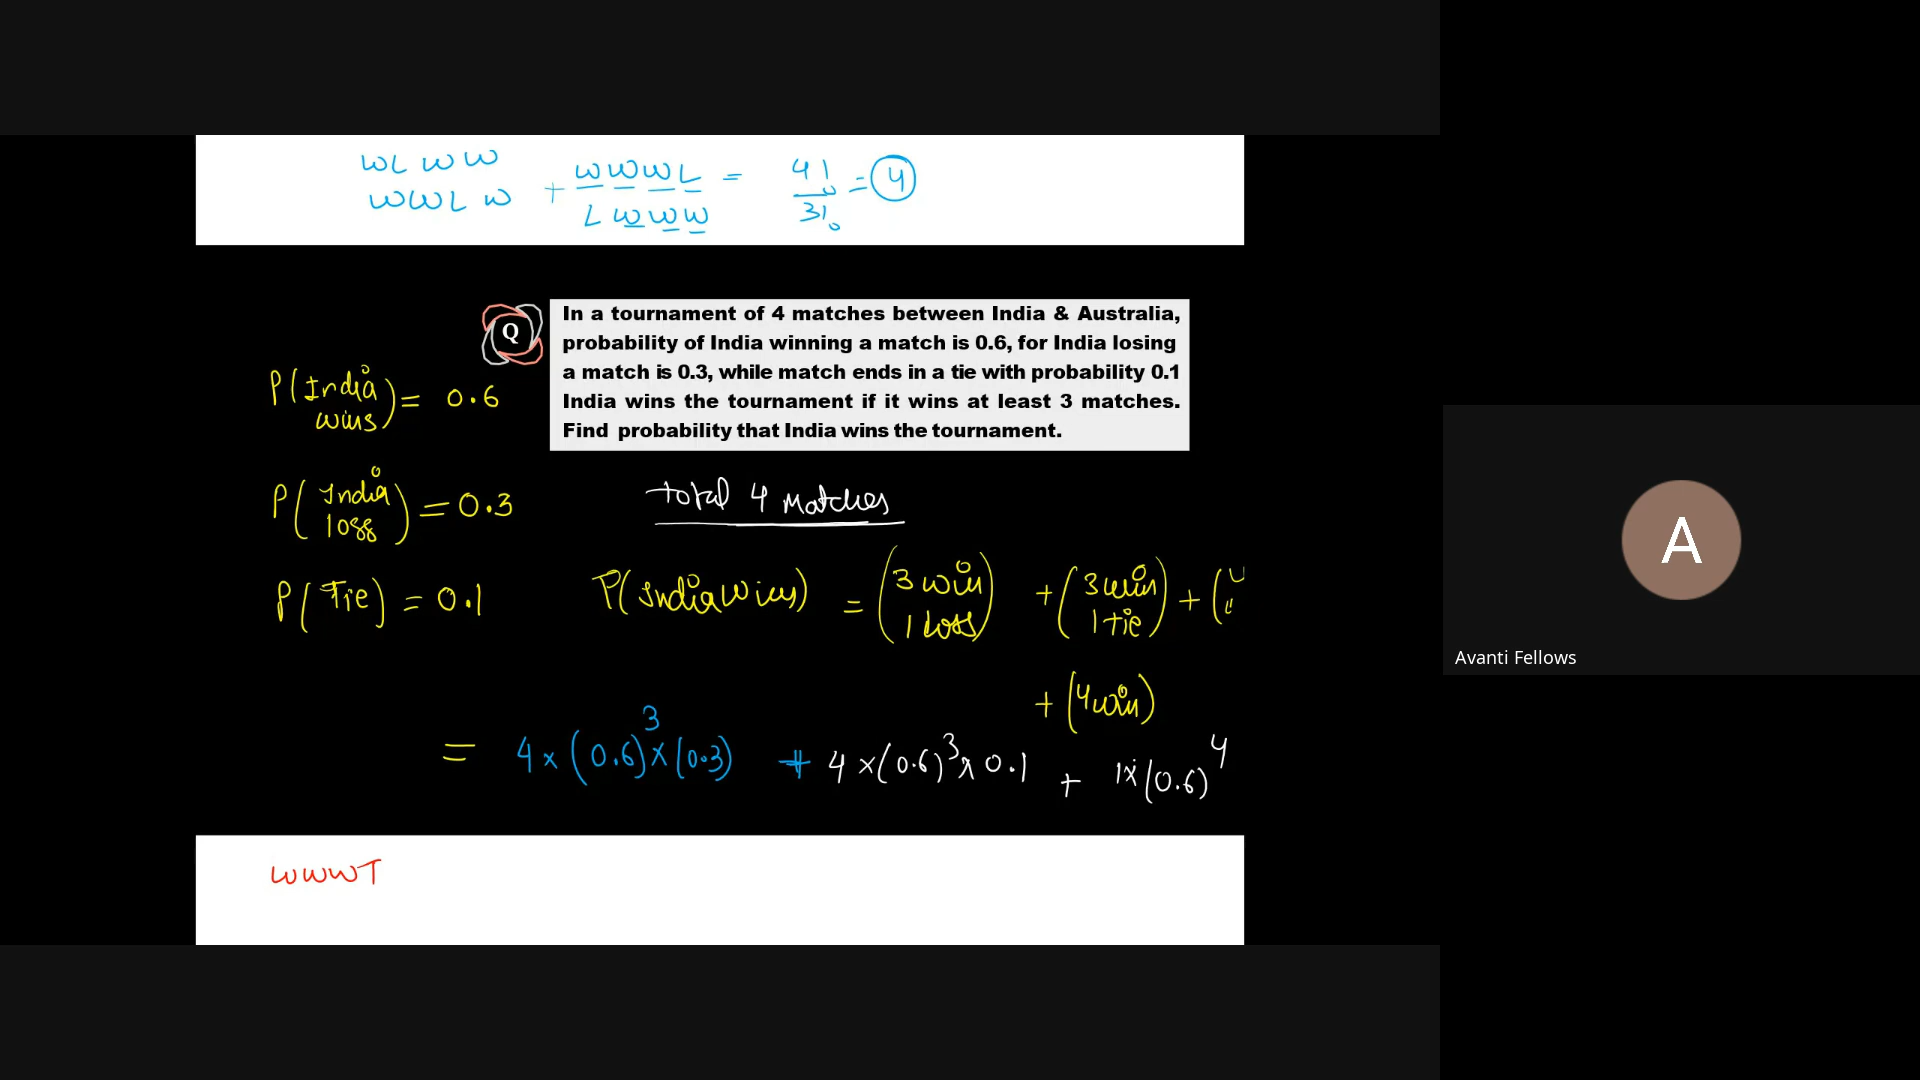 WL W W
WWL W + WWWL = 4! / 3! = 4
L WWW
Q
In a tournament of 4 matches between India & Australia,
probability of India winning a match is 0.6, for India losing
a match is 0.3, while match ends in a tie with probability 0.1
India wins the tournament if it wins at least 3 matches.
Find probability that India wins the tournament.
P(India wins) = 0.6
P(India loss) = 0.3
total 4 matches
P(Tie) = 0.1
P(India wins) = (3 win 1 loss) + (3 win 1 tie) + (
+ (4 win)
= 4 × (0.6)³ × (0.3) + 4 × (0.6)³ × 0.1 + 1 × (0.6)⁴
WWWT
A
Avanti Fellows